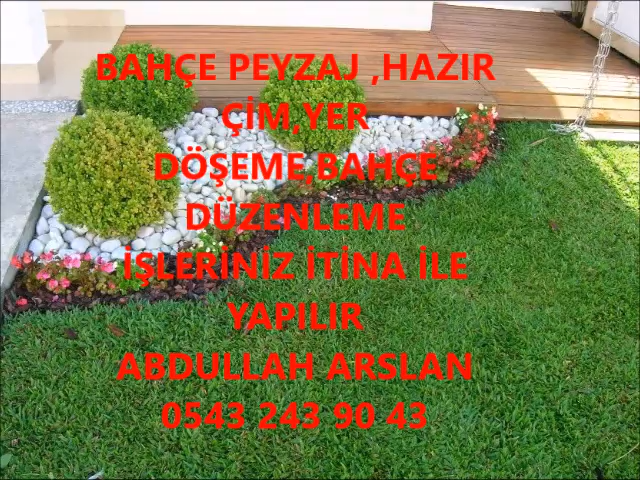 BAHÇE PEYZAJ ,HAZIR
ÇİM,YER
DÖŞEME,BAHÇE
DÜZENLEME
İŞLERİNİZ İTİNA İLE
YAPILIR
ABDULLAH ARSLAN
0543 243 90 43